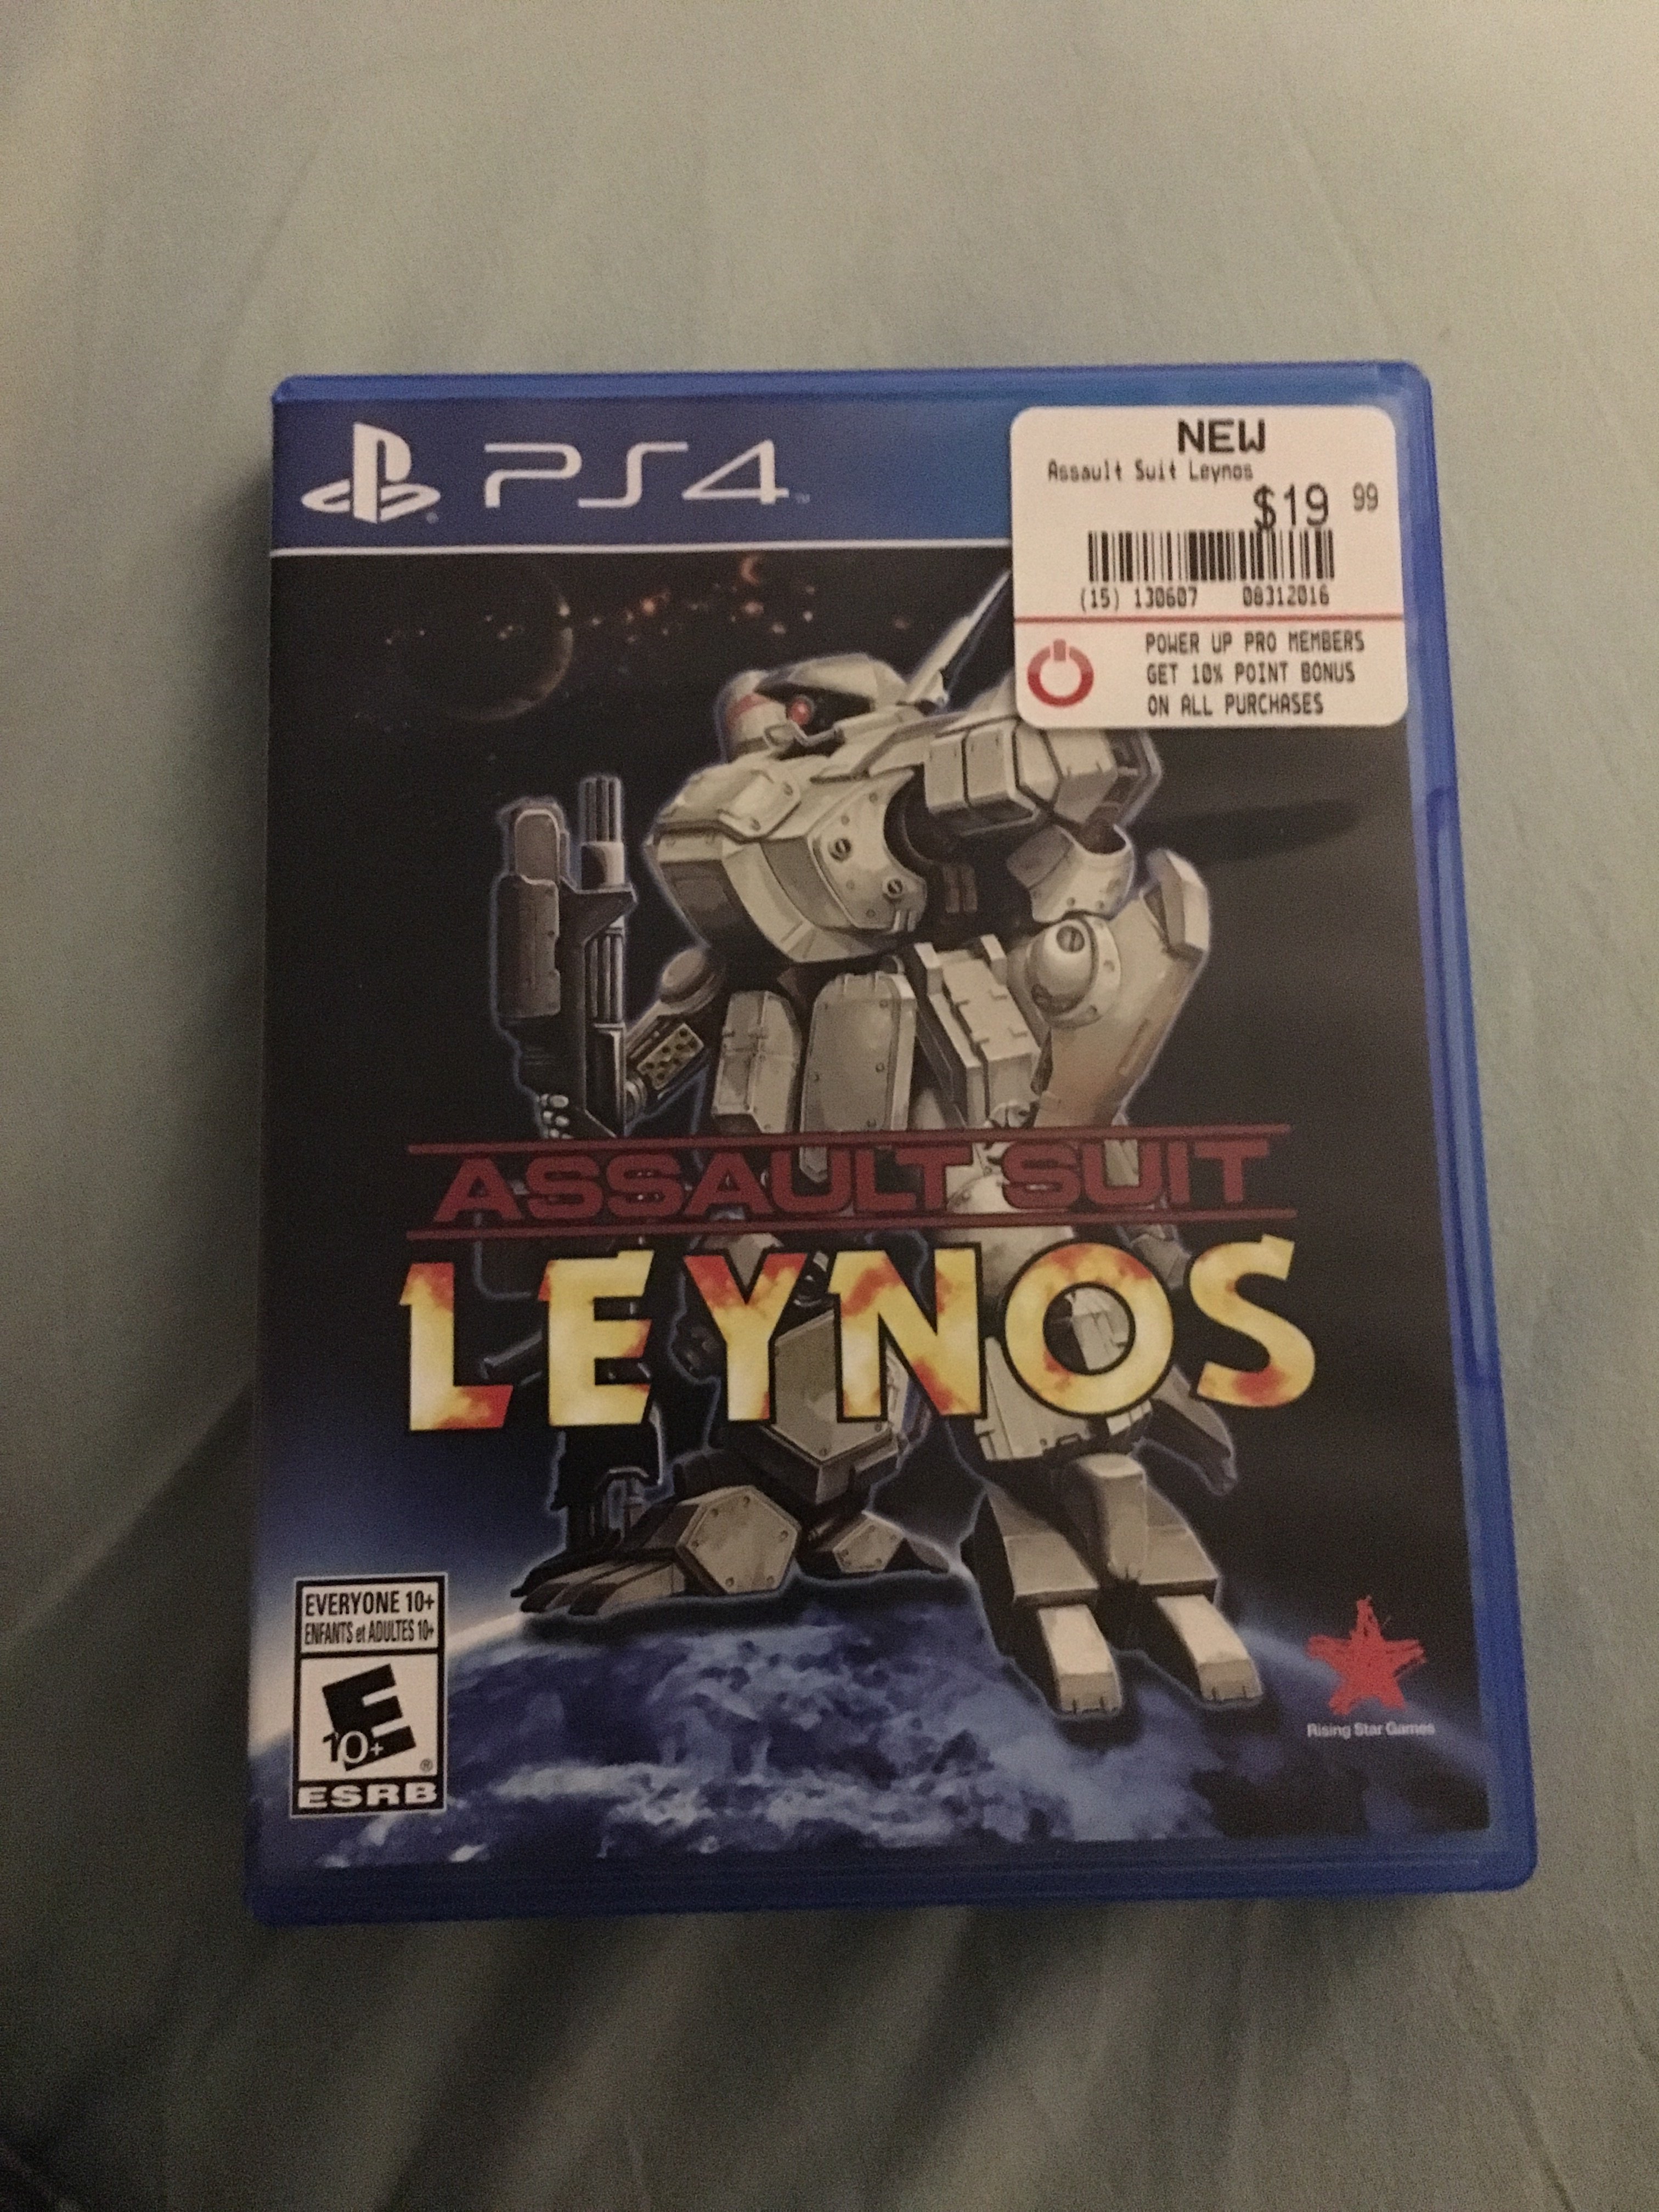 PS4
NEW
Assault Suit Leynos
$19 99
(15) 130607 08312016
POWER UP PRO MEMBERS
GET 10% POINT BONUS
ON ALL PURCHASES
ASSAULT SUIT
LEYNOS
EVERYONE 10+
ENFANTS et ADULTES 10+
E
10+
ESRB
Rising Star Games